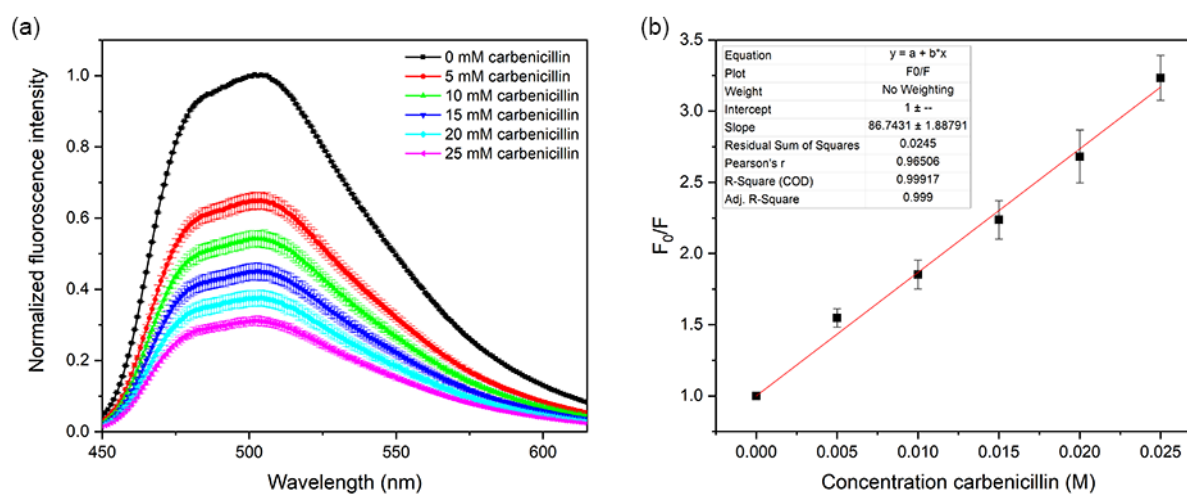 (a)
Normalized fluoroscence intensity
1.0
0.8
0.6
0.4
0.2
0.0
450
500
550
600
Wavelength (nm)
0 mM carbenicillin
5 mM carbenicillin
10 mM carbenicillin
15 mM carbenicillin
20 mM carbenicillin
25 mM carbenicillin
(b)
F0/F
3.5
3.0
2.5
2.0
1.5
1.0
0.000
0.005
0.010
0.015
0.020
0.025
Concentration carbenicillin (M)
Equation y = a + b*x
Plot F0/F
Weight No Weighting
Intercept 1 ± --
Slope 86.7431 ± 1.88791
Residual Sum of Squares 0.0245
Pearson's r 0.96506
R-Square (COD) 0.99917
Adj. R-Square 0.999